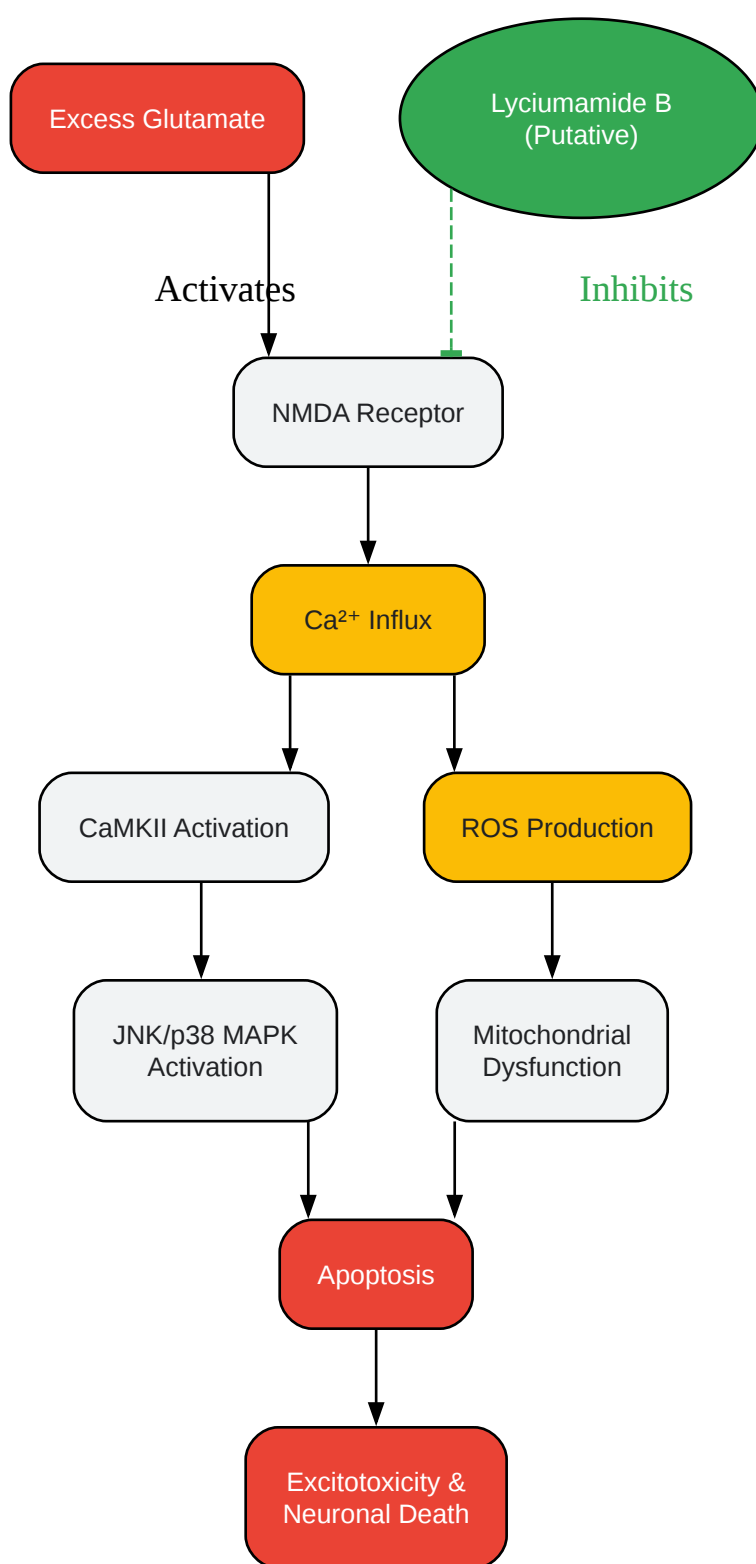 Excess Glutamate
Lyciumamide B
(Putative)
Activates
Inhibits
NMDA Receptor
Ca²⁺ Influx
CaMKII Activation
ROS Production
JNK/p38 MAPK
Activation
Mitochondrial
Dysfunction
Apoptosis
Excitotoxicity &
Neuronal Death